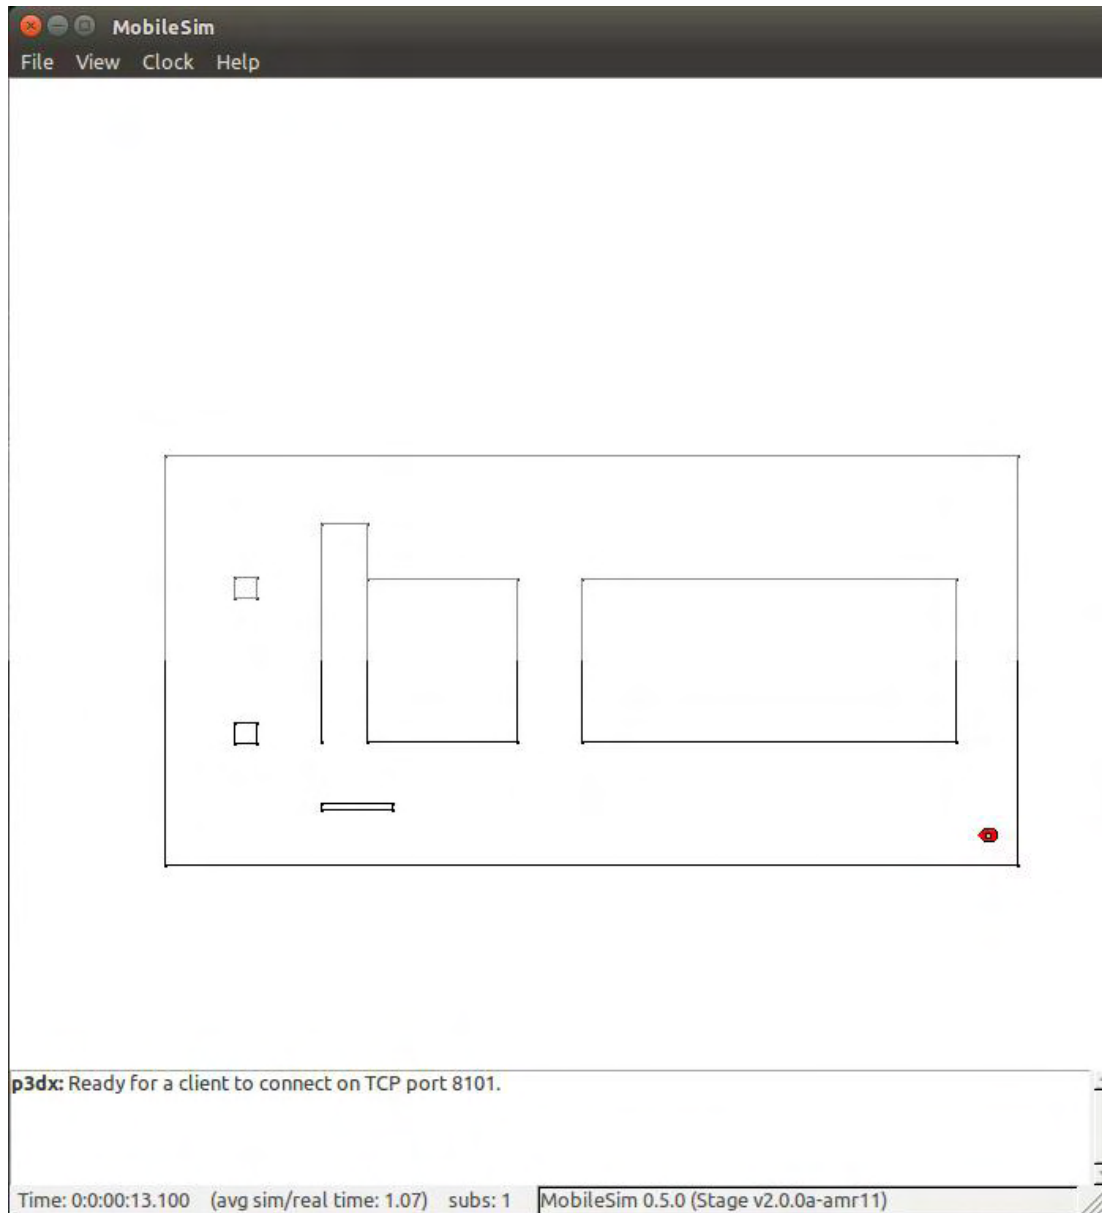 MobileSim
File View Clock Help
p3dx: Ready for a client to connect on TCP port 8101.
Time: 0:0:00:13.100 (avg sim/real time: 1.07) subs: 1 MobileSim 0.5.0 (Stage v2.0.0a-amr11)